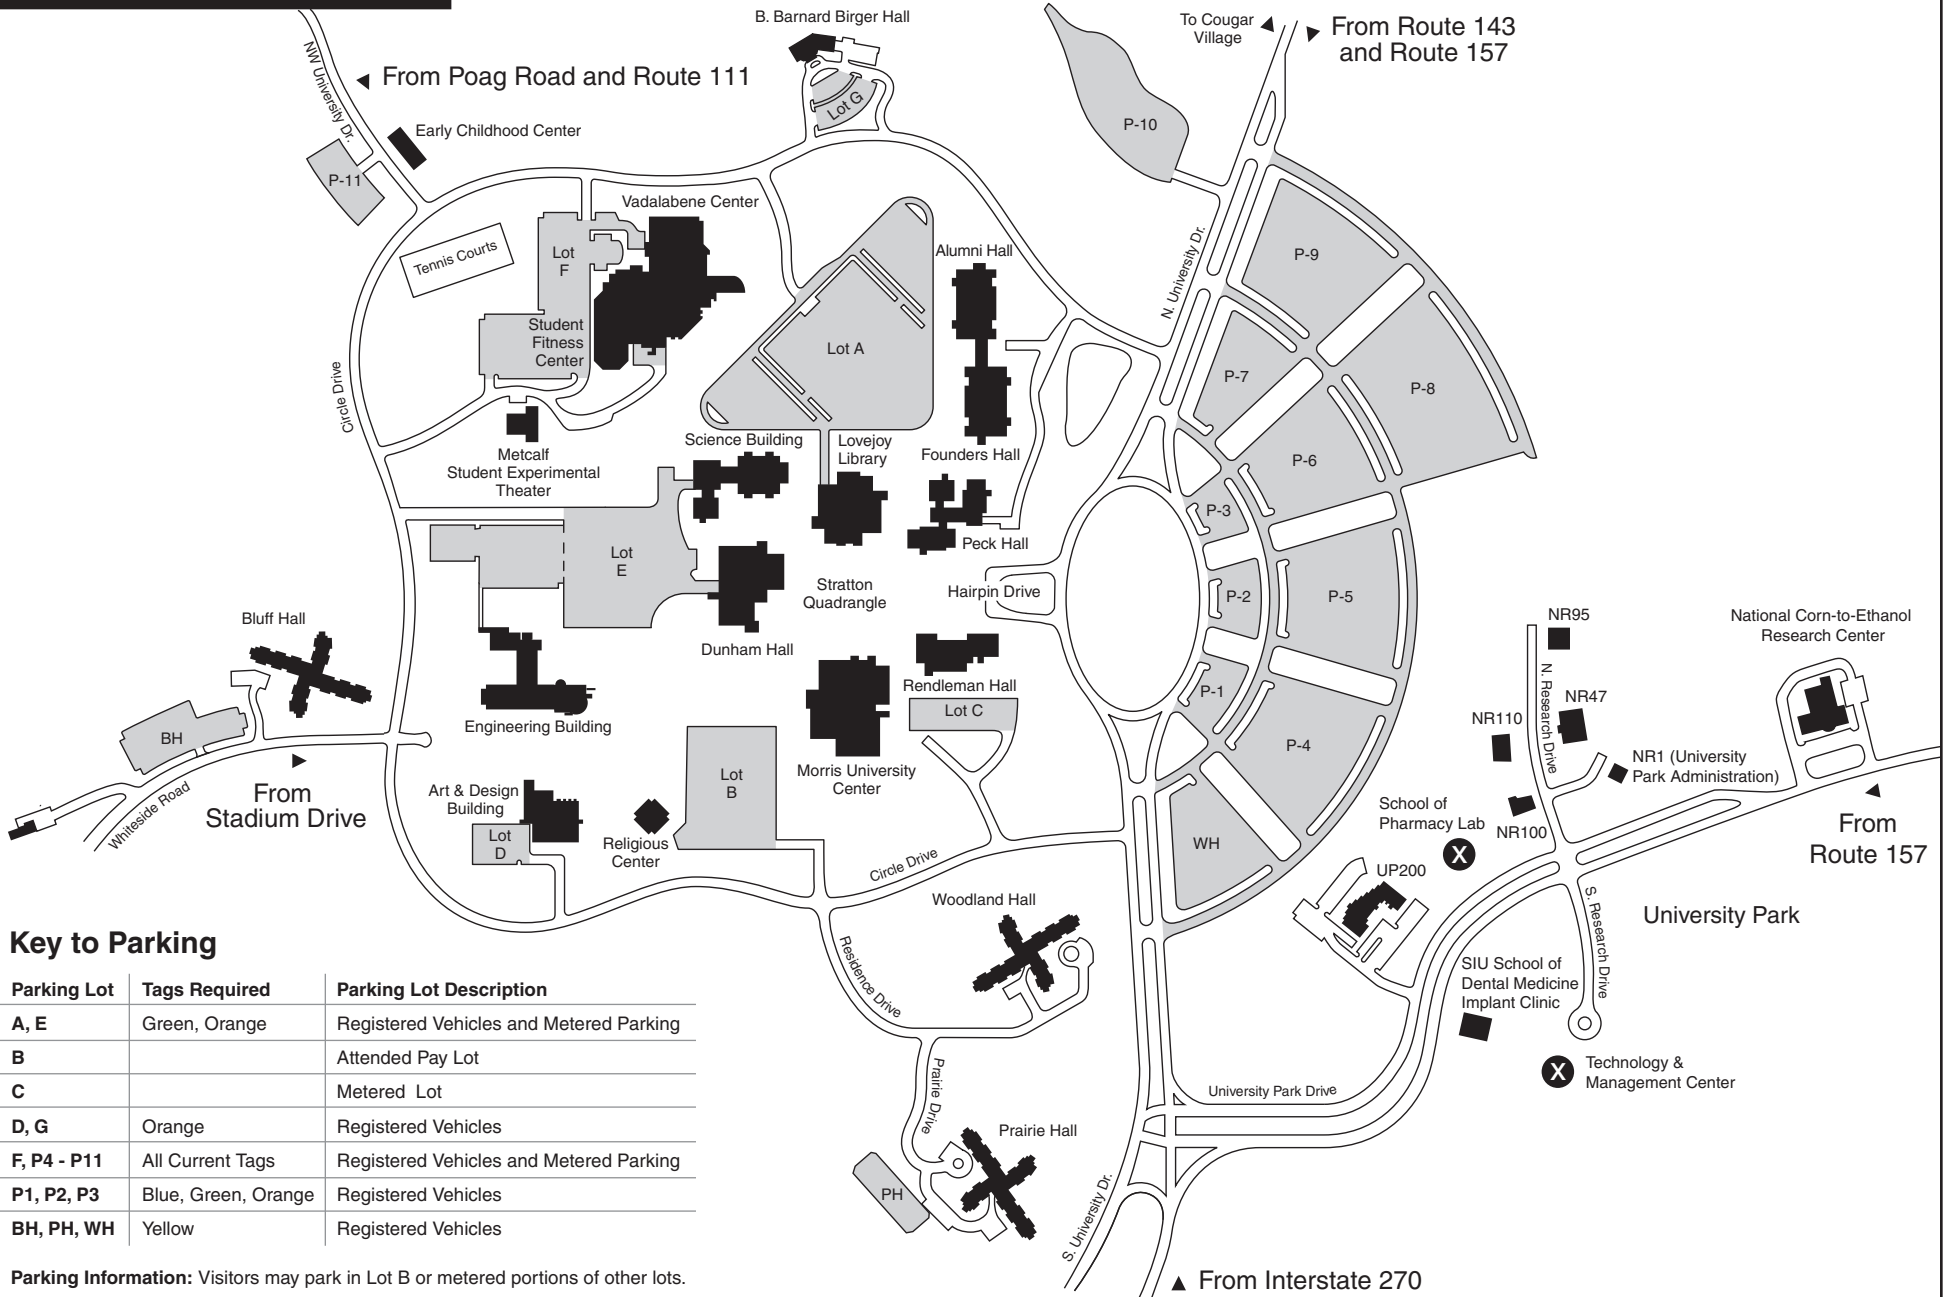 B. Barnard Birger Hall
To Cougar
Village
From Route 143
and Route 157
NW University Dr.
From Poag Road and Route 111
Lot G
P-10
Early Childhood Center
P-11
Vadalabene Center
Tennis Courts
Lot
F
Alumni Hall
N. University Dr.
P-9
Student
Fitness
Center
Lot A
P-7
P-8
Circle Drive
Science Building
Lovejoy
Library
Founders Hall
Metcalf
Student Experimental
Theater
P-6
P-3
Peck Hall
Lot
E
Stratton
Quadrangle
Hairpin Drive
P-2
P-5
Bluff Hall
Dunham Hall
NR95
National Corn-to-Ethanol
Research Center
Rendleman Hall
P-1
N. Research Drive
NR47
Lot C
Engineering Building
NR110
BH
P-4
NR1 (University
Park Administration)
Morris University
Center
Lot
B
From
Stadium Drive
Whiteside Road
Art & Design
Building
School of
Pharmacy Lab
X
NR100
From
Route 157
Lot
D
Religious
Center
WH
Circle Drive
UP200
Woodland Hall
S. Research Drive
University Park
Residence Drive
SIU School of
Dental Medicine
Implant Clinic
X
Technology &
Management Center
Prairie Drive
University Park Drive
Prairie Hall
PH
S. University Dr.
From Interstate 270
Key to Parking
Parking Lot Tags Required Parking Lot Description
A, E Green, Orange Registered Vehicles and Metered Parking
B Attended Pay Lot
C Metered Lot
D, G Orange Registered Vehicles
F, P4 - P11 All Current Tags Registered Vehicles and Metered Parking
P1, P2, P3 Blue, Green, Orange Registered Vehicles
BH, PH, WH Yellow Registered Vehicles
Parking Information: Visitors may park in Lot B or metered portions of other lots.